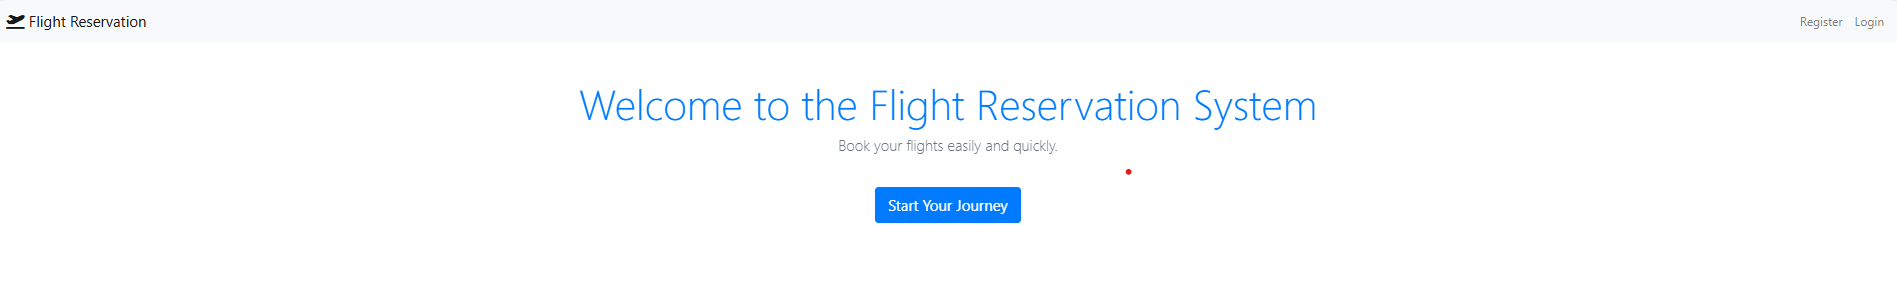 Flight Reservation
Register Login
Welcome to the Flight Reservation System
Book your flights easily and quickly.
Start Your Journey